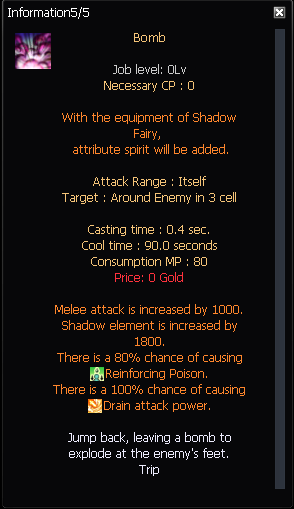 Information5/5
Bomb
Job level: 0Lv
Necessary CP : 0
With the equipment of Shadow
Fairy,
attribute spirit will be added.
Attack Range : Itself
Target : Around Enemy in 3 cell
Casting time : 0.4 sec.
Cool time : 90.0 seconds
Consumption MP : 80
Price: 0 Gold
Melee attack is increased by 1000.
Shadow element is increased by
1800.
There is a 80% chance of causing
Reinforcing Poison.
There is a 100% chance of causing
Drain attack power.
Jump back, leaving a bomb to
explode at the enemy's feet.
Trip